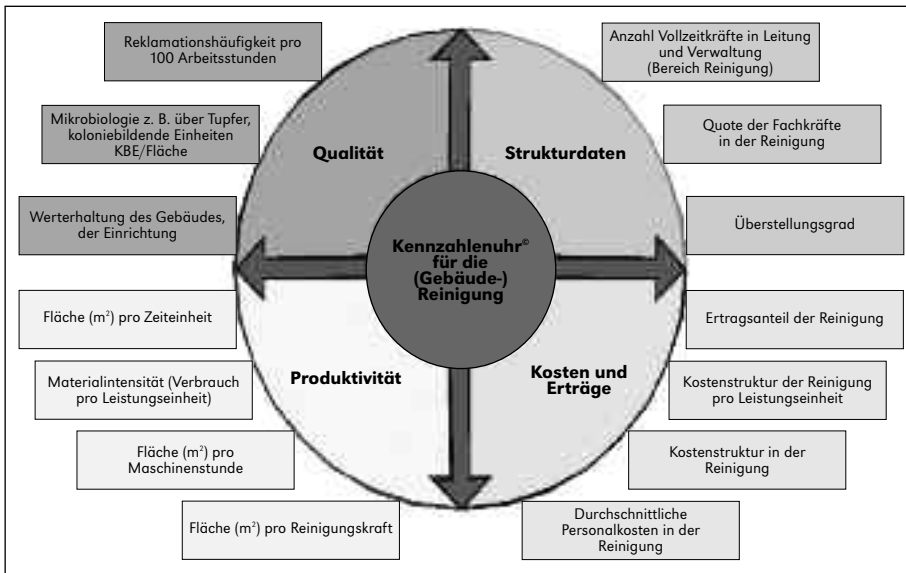 Reklamationshäufigkeit pro
100 Arbeitsstunden
Mikrobiologie z. B. über Tupfer,
koloniebildende Einheiten
KBE/Fläche
Werterhaltung des Gebäudes,
der Einrichtung
Fläche (m²) pro Zeiteinheit
Materialintensität (Verbrauch
pro Leistungseinheit)
Fläche (m²) pro
Maschinenstunde
Fläche (m²) pro Reinigungskraft
Qualität
Strukturdaten
Kennzahlenuhr©
für die
(Gebäude-)
Reinigung
Produktivität
Kosten und
Erträge
Anzahl Vollzeitkräfte in Leitung
und Verwaltung
(Bereich Reinigung)
Quote der Fachkräfte
in der Reinigung
Überstellungsgrad
Ertragsanteil der Reinigung
Kostenstruktur der Reinigung
pro Leistungseinheit
Kostenstruktur in der
Reinigung
Durchschnittliche
Personalkosten in der
Reinigung